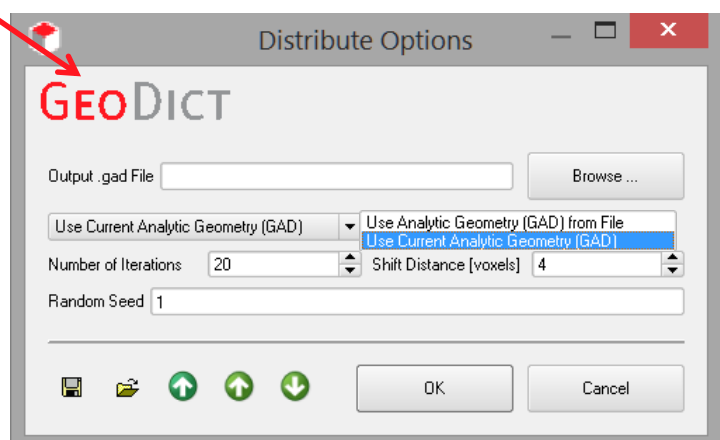 Distribute Options
GEODICT
Output .gad File
Browse ...
Use Current Analytic Geometry (GAD)
Use Analytic Geometry (GAD) from File
Use Current Analytic Geometry (GAD)
Number of Iterations 20 Shift Distance [voxels] 4
Random Seed 1
OK Cancel